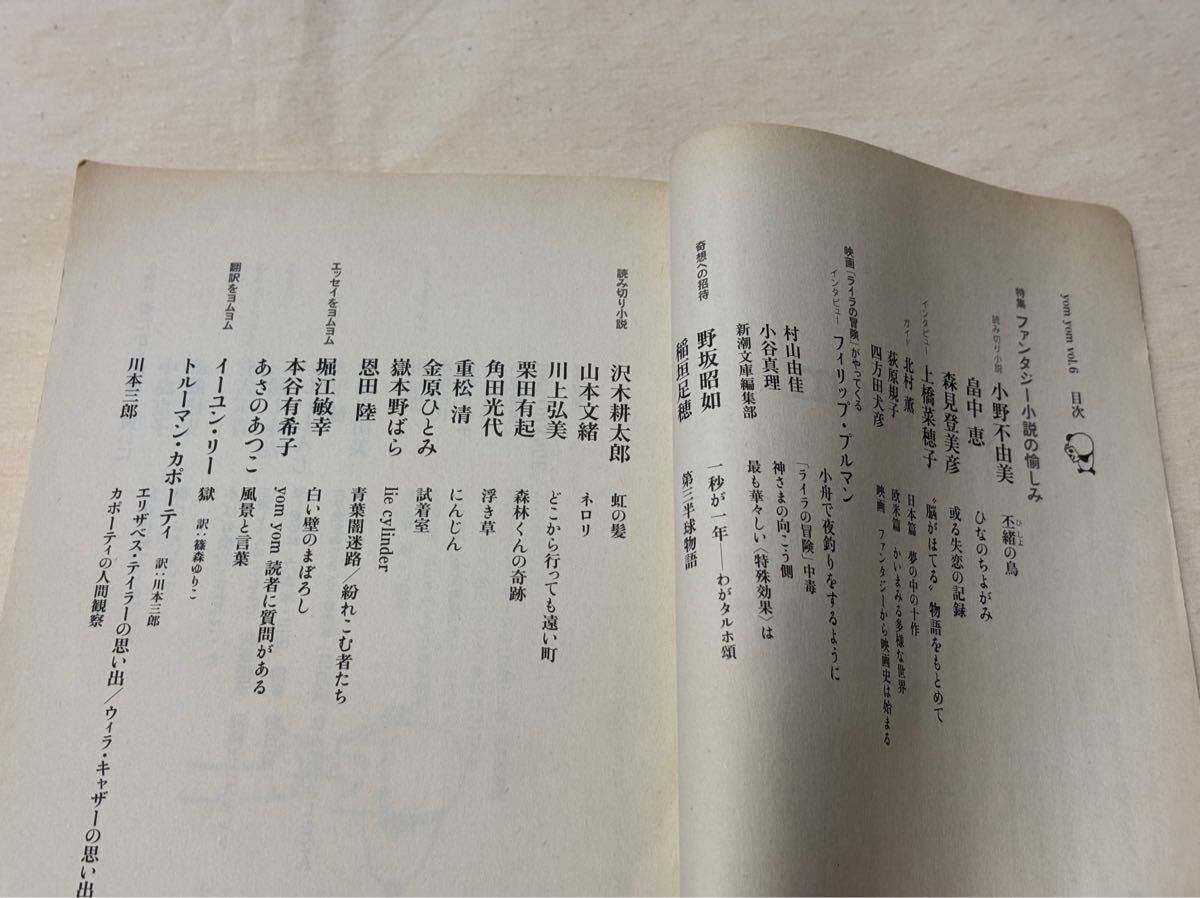 yom yom vol.6 目次
特集 ファンタジー小説の愉しみ
読み切り小説 小野不由美 丕緒の鳥
ひしょ
畠中 恵 ひなのちよがみ
森見登美彦 或る失恋の記録
インタビュー 上橋菜穂子 “脳がほてる”物語をもとめて
ガイド 北村 薫 日本篇 夢の中の十作
荻原規子 欧米篇 かいまみる多様な世界
四方田犬彦 映画 ファンタジーから映画史は始まる
映画「ライラの冒険」がやってくる
インタビュー フィリップ・プルマン 小舟で夜釣りをするように
村山由佳 「ライラの冒険」中毒
小谷真理 神さまの向こう側
新潮文庫編集部 最も華々しい〈特殊効果〉は
奇想への招待
野坂昭如 一秒が一年――わがタルホ頌
稲垣足穂 第三半球物語
読み切り小説
沢木耕太郎 虹の髪
山本文緒 ネロリ
川上弘美 どこから行っても遠い町
栗田有起 森林くんの奇跡
角田光代 浮き草
重松 清 にんじん
金原ひとみ 試着室
嶽本野ばら lie cylinder
恩田 陸 青葉闇迷路/紛れこむ者たち
エッセイをヨムヨム
堀江敏幸 白い壁のまぼろし
本谷有希子 yom yom 読者に質問がある
あさのあつこ 風景と言葉
翻訳をヨムヨム
イーユン・リー 獄 訳:篠森ゆりこ
トルーマン・カポーティ エリザベス・テイラーの思い出/ウィラ・キャザーの思い出
訳:川本三郎
川本三郎 カポーティの人間観察